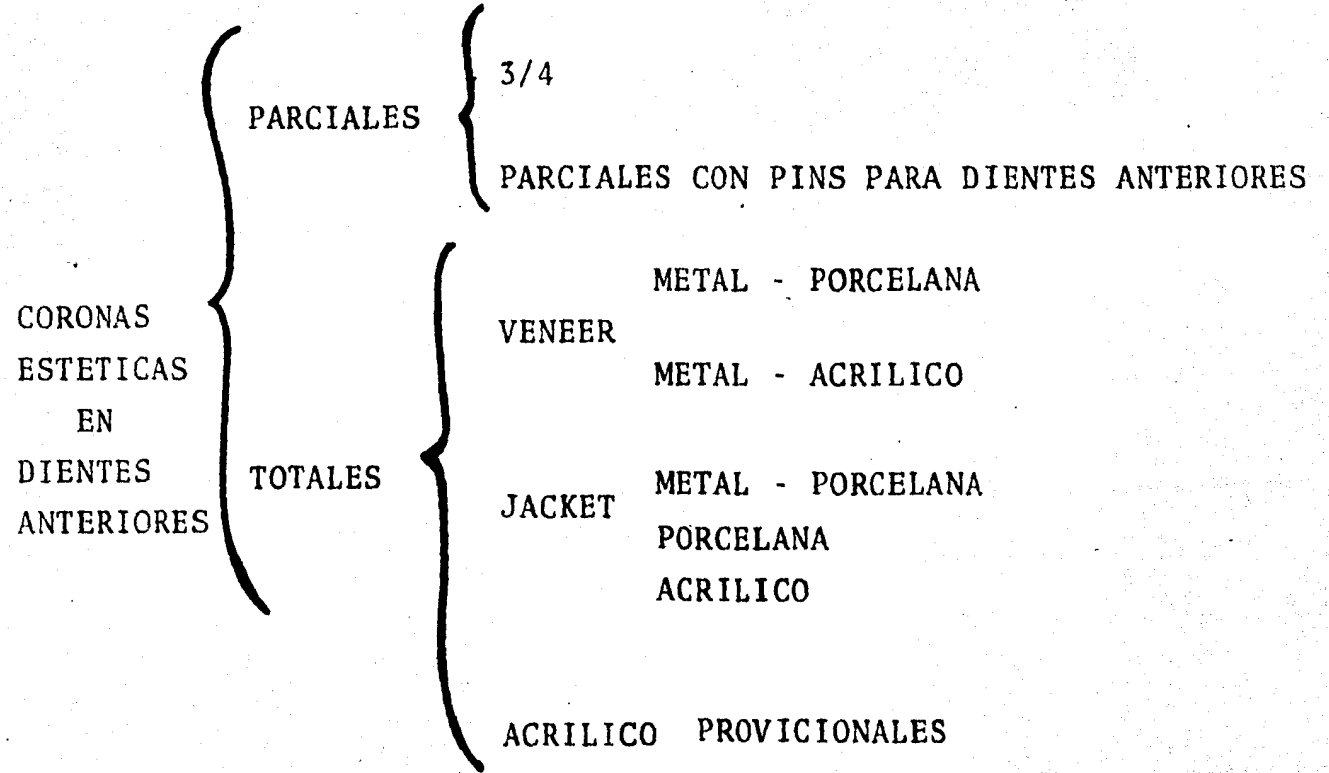 CORONAS
ESTETICAS
EN
DIENTES
ANTERIORES
PARCIALES
3/4
PARCIALES CON PINS PARA DIENTES ANTERIORES
TOTALES
VENEER
METAL - PORCELANA
METAL - ACRILICO
JACKET
METAL - PORCELANA
PORCELANA
ACRILICO
ACRILICO PROVICIONALES